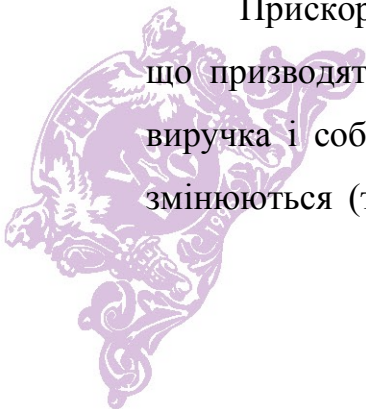 Прискор
що призводят
виручка і соб
змінюються (т